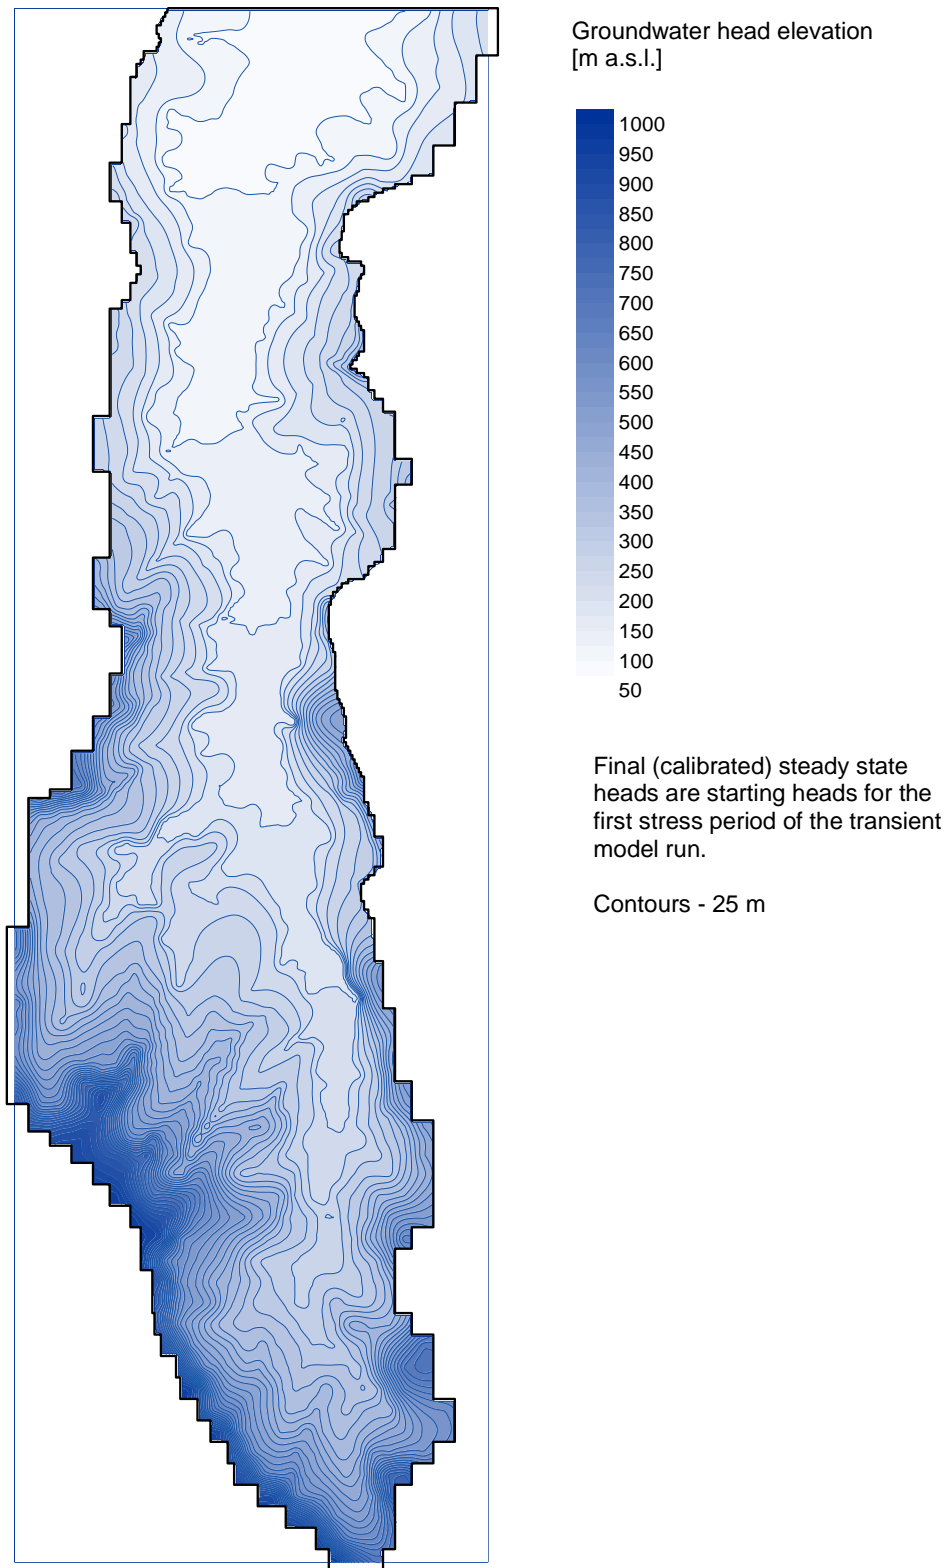 Groundwater head elevation
[m a.s.l.]
1000
950
900
850
800
750
700
650
600
550
500
450
400
350
300
250
200
150
100
50
Final (calibrated) steady state
heads are starting heads for the
first stress period of the transient
model run.
Contours - 25 m